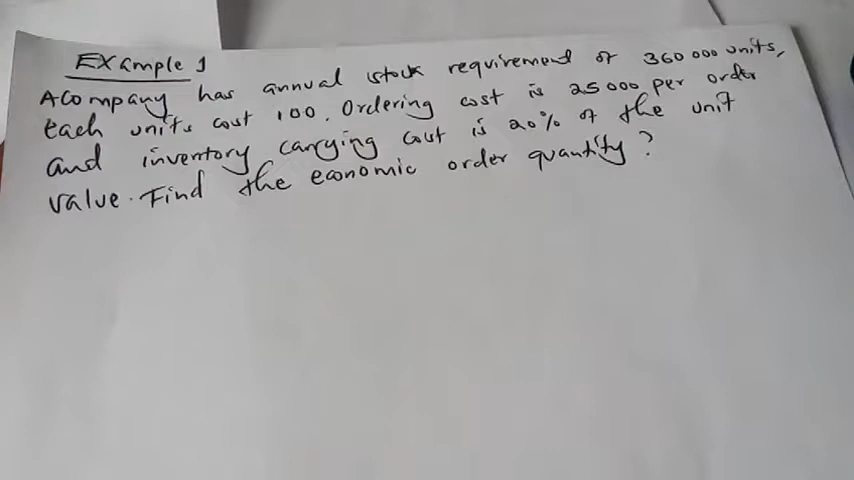 EXample 1
A Company has annual stock requirement of 360 000 units,
Each units cost 100. Ordering cost is 25 000 per order
and inventory carrying cost is 20% of the unit
value. Find the economic order quantity?